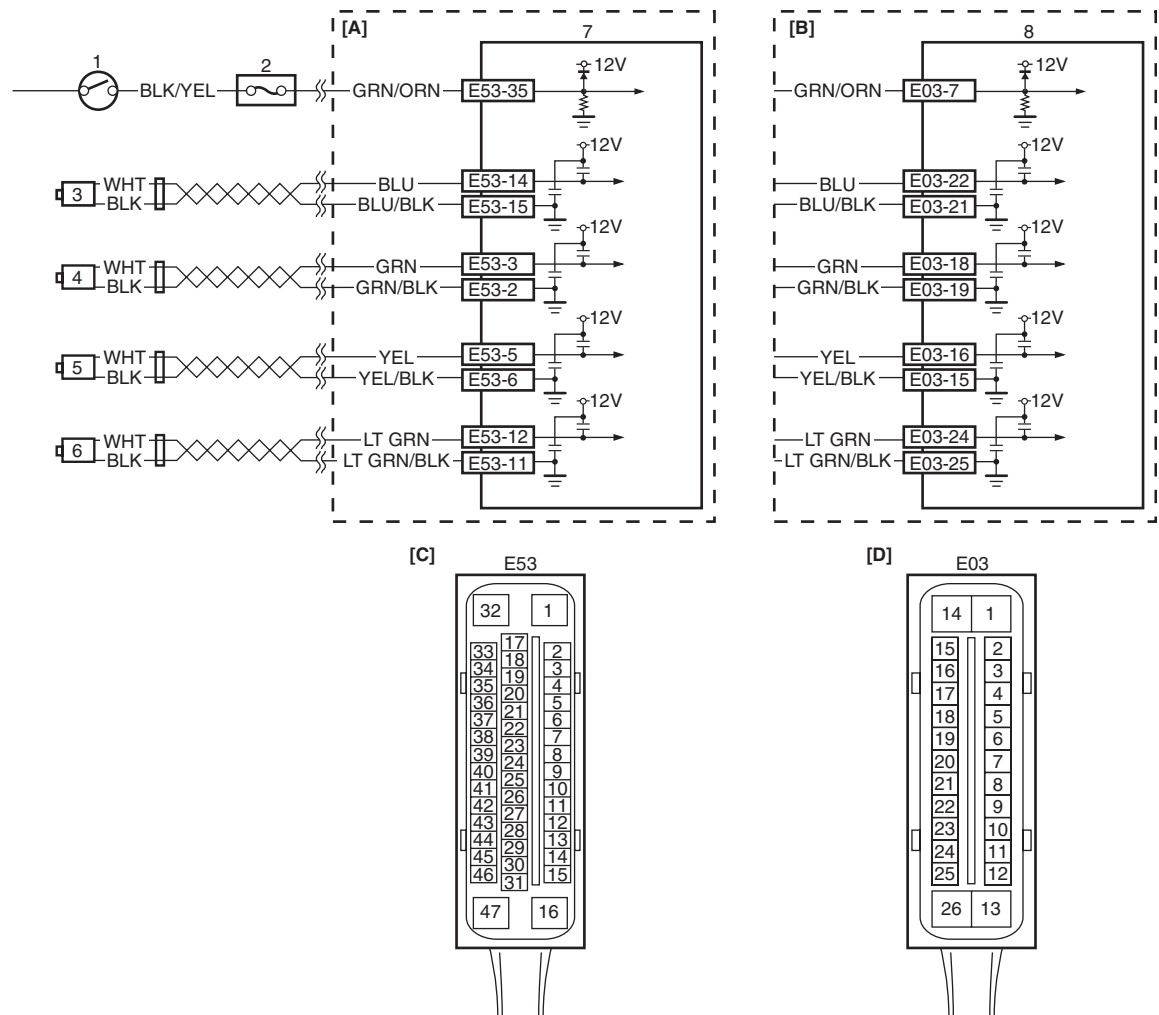 [A]
7
12V
1
BLK/YEL
2
GRN/ORN
E53-35
12V
3
WHT
BLK
BLU
BLU/BLK
E53-14
E53-15
12V
4
WHT
BLK
GRN
GRN/BLK
E53-3
E53-2
12V
5
WHT
BLK
YEL
YEL/BLK
E53-5
E53-6
12V
6
WHT
BLK
LT GRN
LT GRN/BLK
E53-12
E53-11
[B]
8
12V
GRN/ORN
E03-7
12V
BLU
BLU/BLK
E03-22
E03-21
12V
GRN
GRN/BLK
E03-18
E03-19
12V
YEL
YEL/BLK
E03-16
E03-15
12V
LT GRN
LT GRN/BLK
E03-24
E03-25
[C]
E53
32 1
33
34
35
36
37
38
39
40
41
42
43
44
45
46
17
18
19
20
21
22
23
24
25
26
27
28
29
30
31
2
3
4
5
6
7
8
9
10
11
12
13
14
15
47 16
[D]
E03
14 1
15 2
16 3
17 4
18 5
19 6
20 7
21 8
22 9
23 10
24 11
25 12
26 13